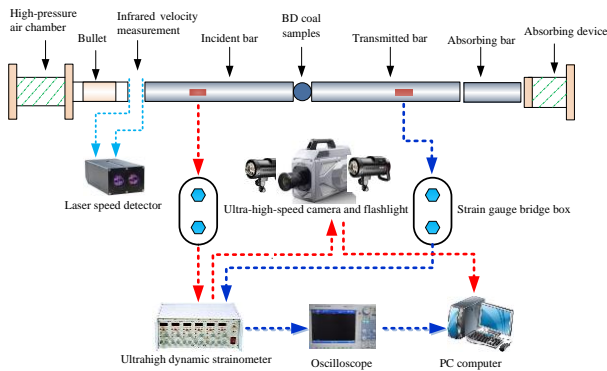 High-pressure
air chamber
Bullet
Infrared velocity
measurement
Incident bar
BD coal
samples
Transmitted bar
Absorbing bar
Absorbing device
Laser speed detector
Ultra-high-speed camera and flashlight
Strain gauge bridge box
Ultrahigh dynamic strainometer
Oscilloscope
PC computer